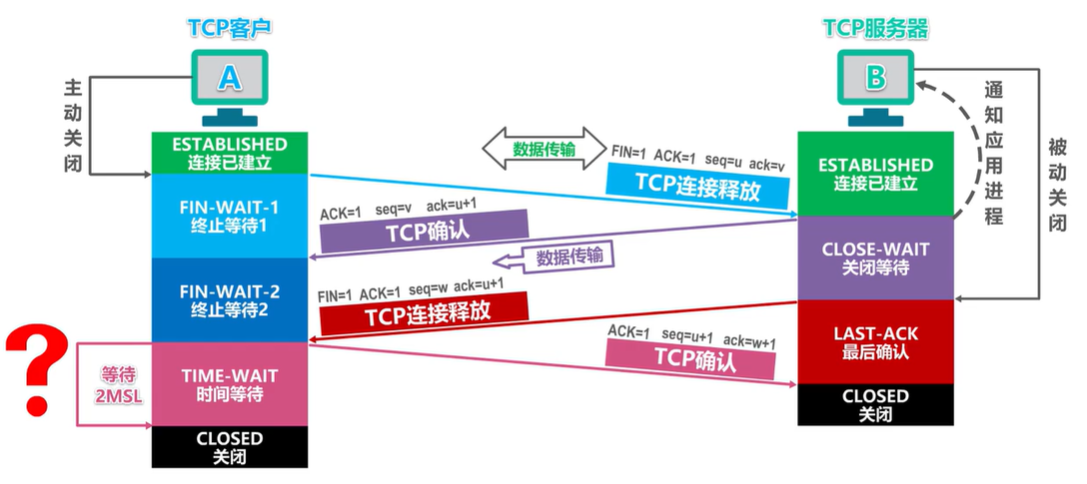 TCP客户
TCP服务器
A
B
主动关闭
通知应用进程
被动关闭
ESTABLISHED
连接已建立
数据传输
FIN=1 ACK=1 seq=u ack=v
TCP连接释放
ESTABLISHED
连接已建立
FIN-WAIT-1
终止等待1
ACK=1 seq=v ack=u+1
TCP确认
数据传输
CLOSE-WAIT
关闭等待
FIN-WAIT-2
终止等待2
FIN=1 ACK=1 seq=w ack=u+1
TCP连接释放
ACK=1 seq=u+1 ack=w+1
TCP确认
LAST-ACK
最后确认
?
等待
2MSL
TIME-WAIT
时间等待
CLOSED
关闭
CLOSED
关闭